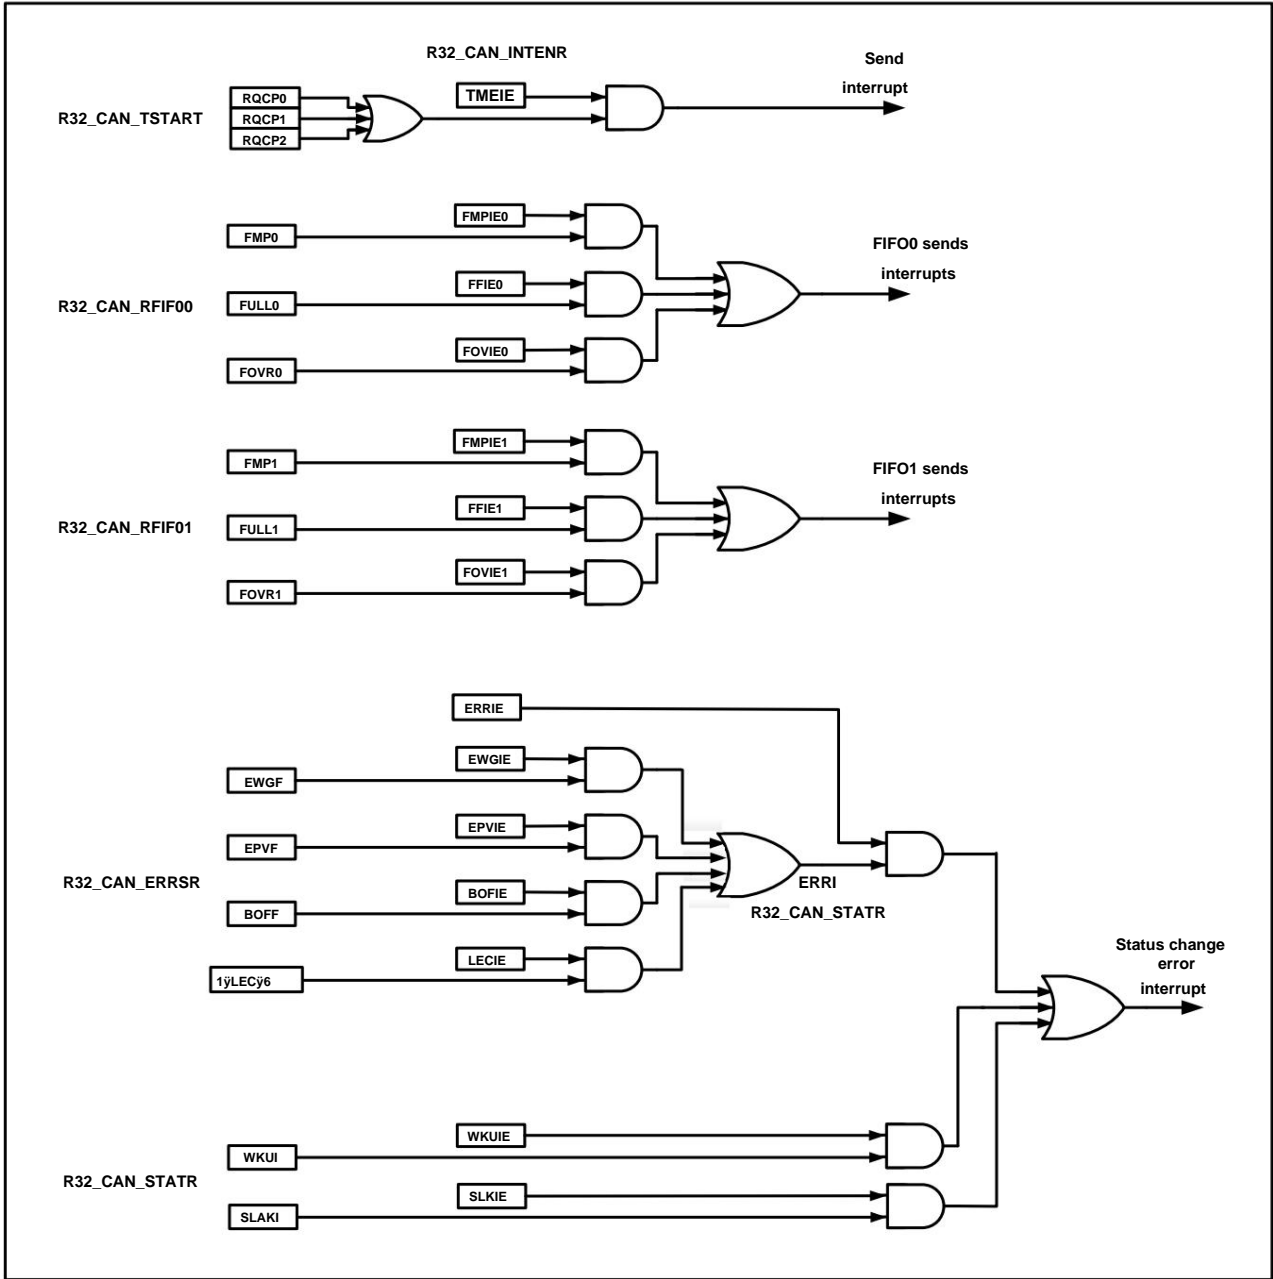 R32_CAN_INTENR
Send
interrupt
TMEIE
RQCP0
RQCP1
RQCP2
R32_CAN_TSTART
FMPIE0
FMP0
FIFO0 sends
interrupts
FFIE0
FULL0
R32_CAN_RFIF00
FOVIE0
FOVR0
FMPIE1
FMP1
FIFO1 sends
interrupts
FFIE1
FULL1
R32_CAN_RFIF01
FOVIE1
FOVR1
ERRIE
EWGIE
EWGF
EPVIE
EPVF
R32_CAN_ERRSR
ERRI
BOFIE
BOFF
R32_CAN_STATR
LECIE
1ÿLECÿ6
Status change
error
interrupt
WKUIE
WKUI
R32_CAN_STATR
SLKIE
SLAKI